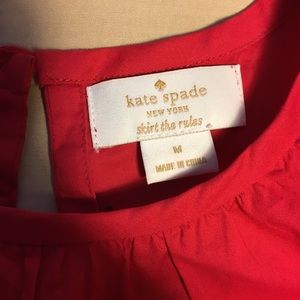 kate spade
NEW YORK
skirt the rules
M
MADE IN CHINA